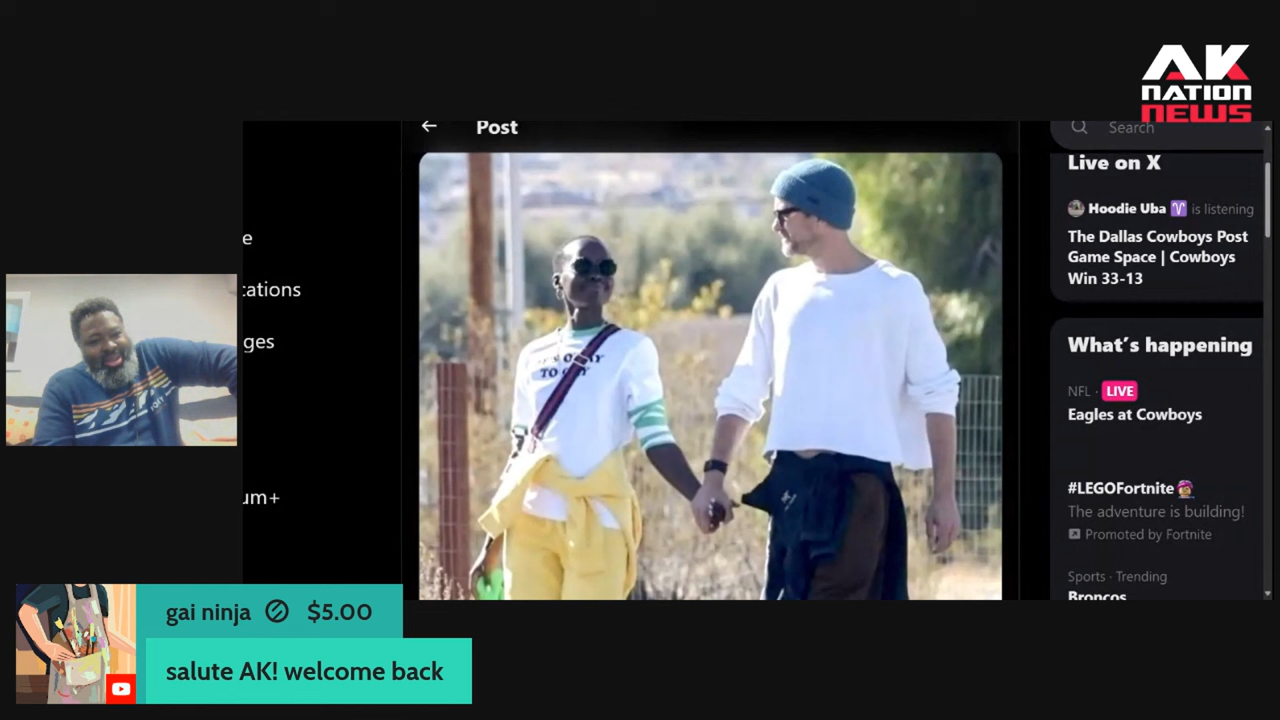 AK
NATION
NEWS
Post
Search
Live on X
Hoodie Uba is listening
The Dallas Cowboys Post
Game Space | Cowboys
Win 33-13
What's happening
NFL · LIVE
Eagles at Cowboys
#LEGOFortnite
The adventure is building!
Promoted by Fortnite
Sports · Trending
Broncos
e
cations
ges
um+
TO
gai ninja $5.00
salute AK! welcome back